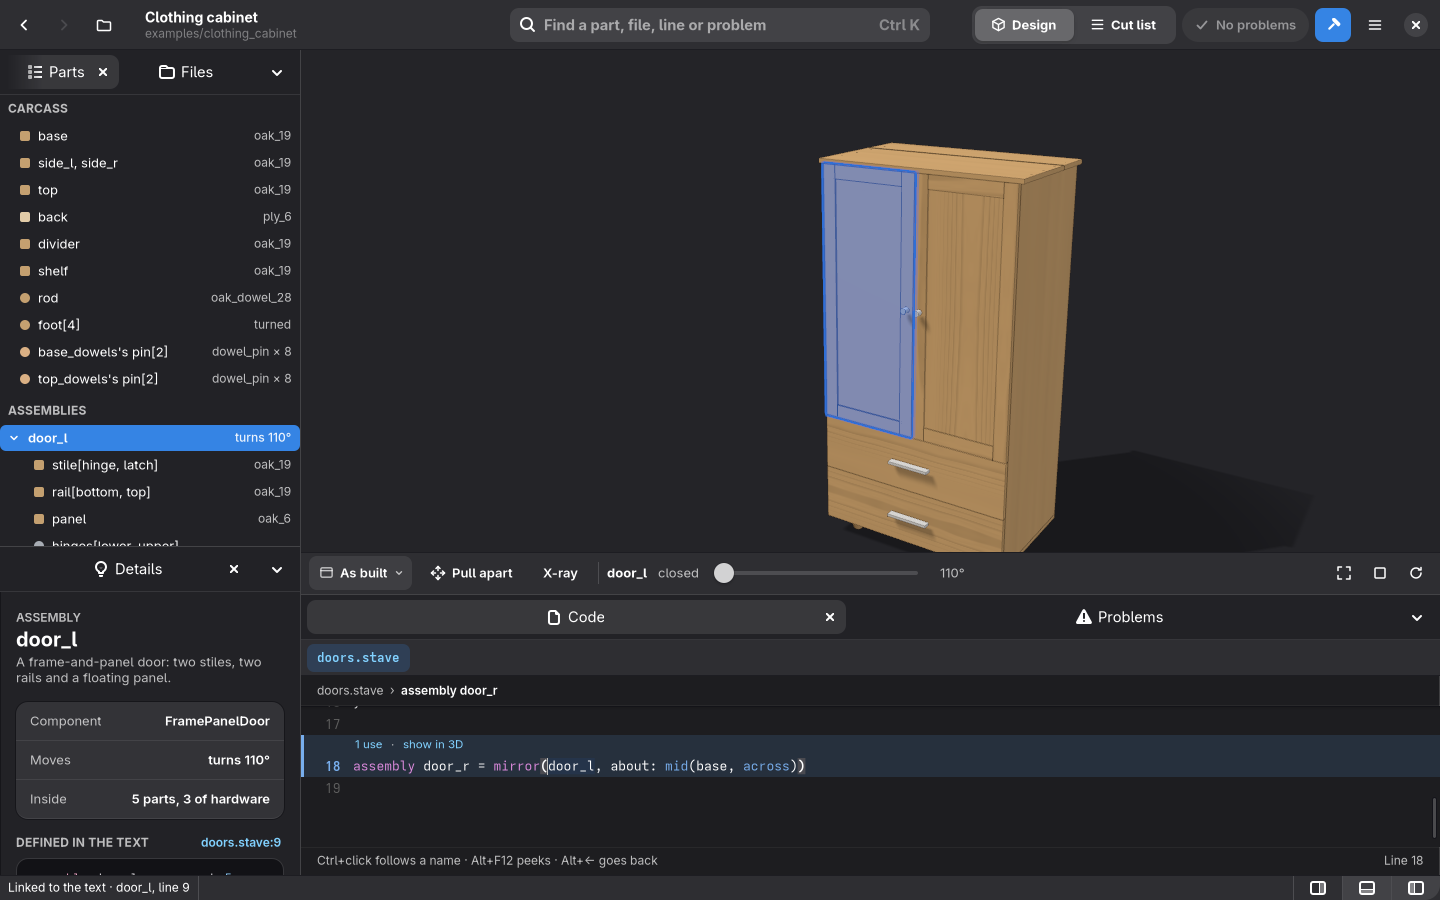 Clothing cabinet
examples/clothing_cabinet
Find a part, file, line or problem Ctrl K
Design
Cut list
No problems
Parts
Files
CARCASS
base oak_19
side_l, side_r oak_19
top oak_19
back ply_6
divider oak_19
shelf oak_19
rod oak_dowel_28
foot[4] turned
base_dowels's pin[2] dowel_pin × 8
top_dowels's pin[2] dowel_pin × 8
ASSEMBLIES
door_l turns 110°
stile[hinge, latch] oak_19
rail[bottom, top] oak_19
panel oak_6
hinges[lower, upper]
Details
ASSEMBLY
door_l
A frame-and-panel door: two stiles, two
rails and a floating panel.
Component FramePanelDoor
Moves turns 110°
Inside 5 parts, 3 of hardware
DEFINED IN THE TEXT doors.stave:9
As built
Pull apart
X-ray
door_l closed 110°
Code
Problems
doors.stave
doors.stave › assembly door_r
17
1 use · show in 3D
18 assembly door_r = mirror(door_l, about: mid(base, across))
19
Ctrl+click follows a name · Alt+F12 peeks · Alt+← goes back Line 18
Linked to the text · door_l, line 9